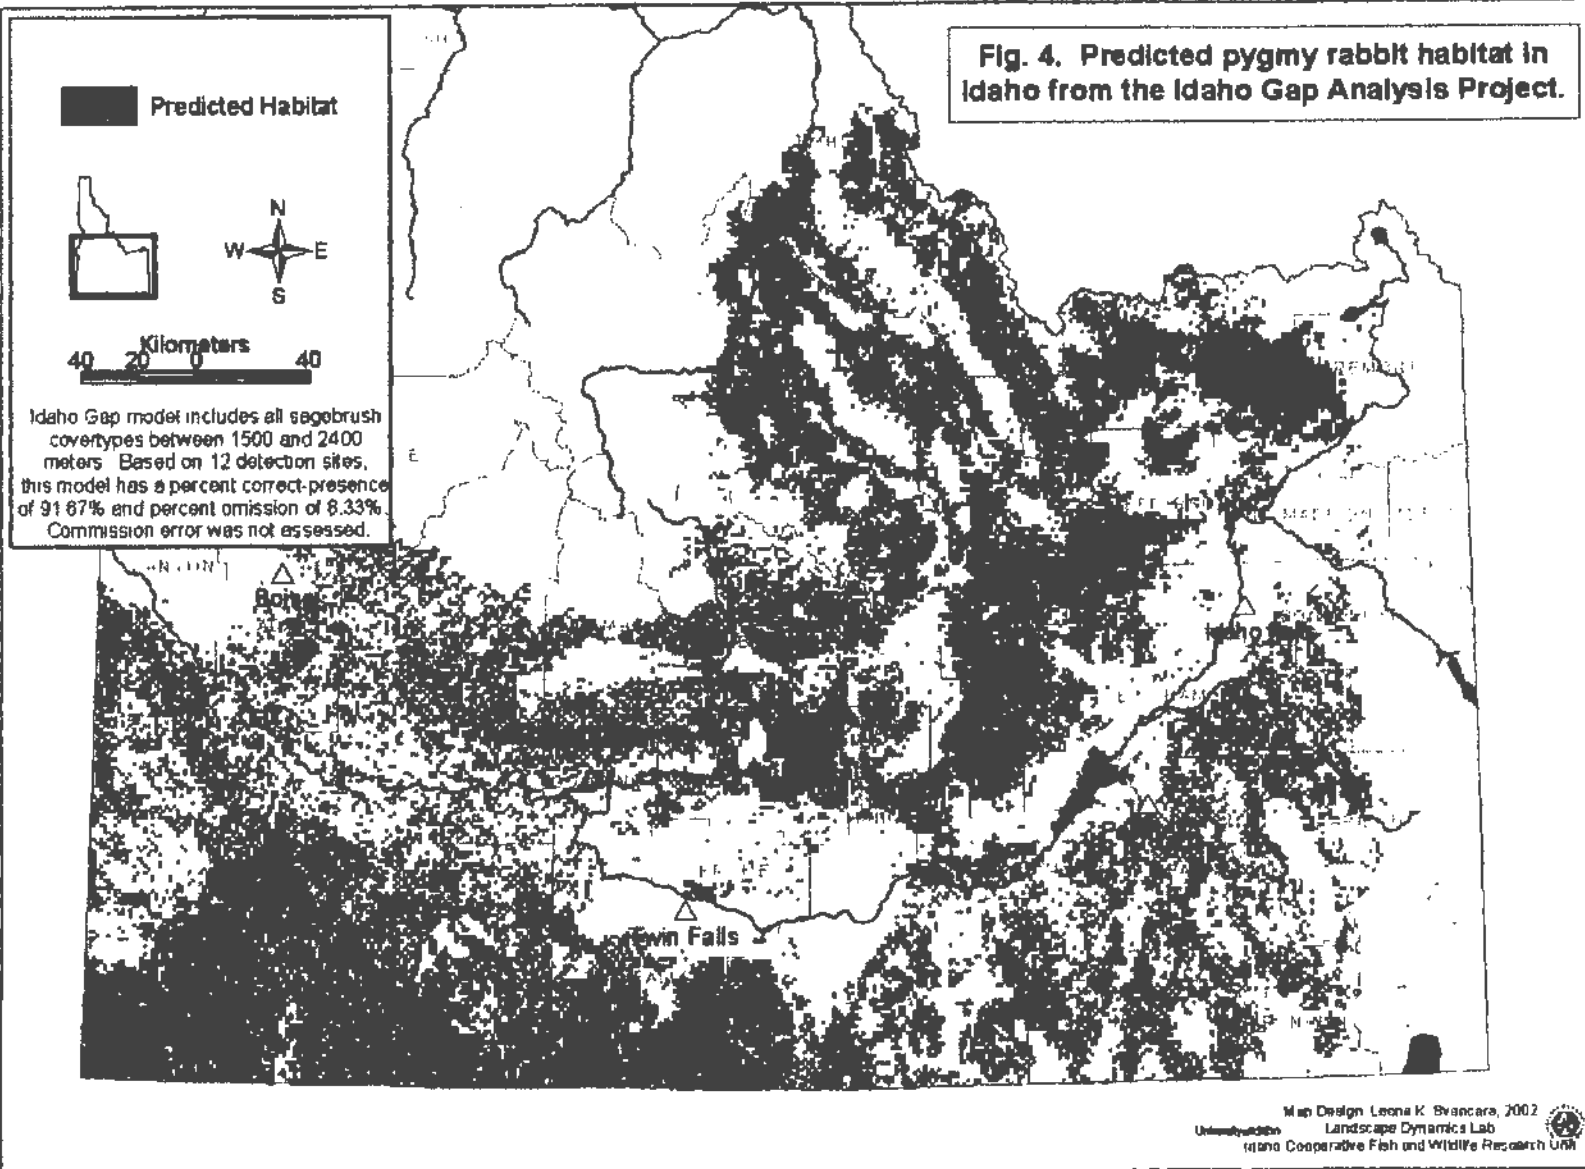 Fig. 4. Predicted pygmy rabbit habitat in
Idaho from the Idaho Gap Analysis Project.
Predicted Habitat
N
W E
S
Kilometers
40 20 0 40
Idaho Gap model includes all sagebrush
covertypes between 1500 and 2400
meters Based on 12 detection sites,
this model has a percent correct-presence
of 91 67% and percent omission of 8.33%.
Commission error was not assessed.
Twin Falls
Map Design Leona K. Svancara, 2002
Landscape Dynamics Lab
Idaho Cooperative Fish and Wildlife Research Unit